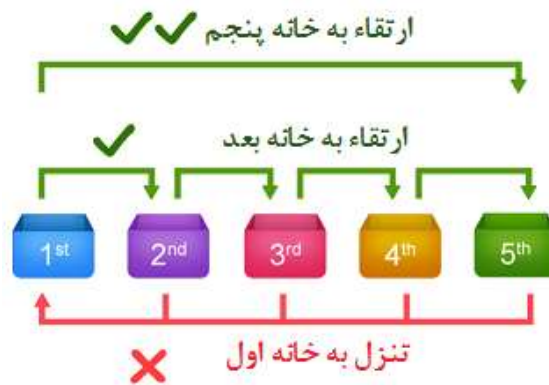 ارتقاء به خانه پنجم
ارتقاء به خانه بعد
1st 2nd 3rd 4th 5th
تنزل به خانه اول